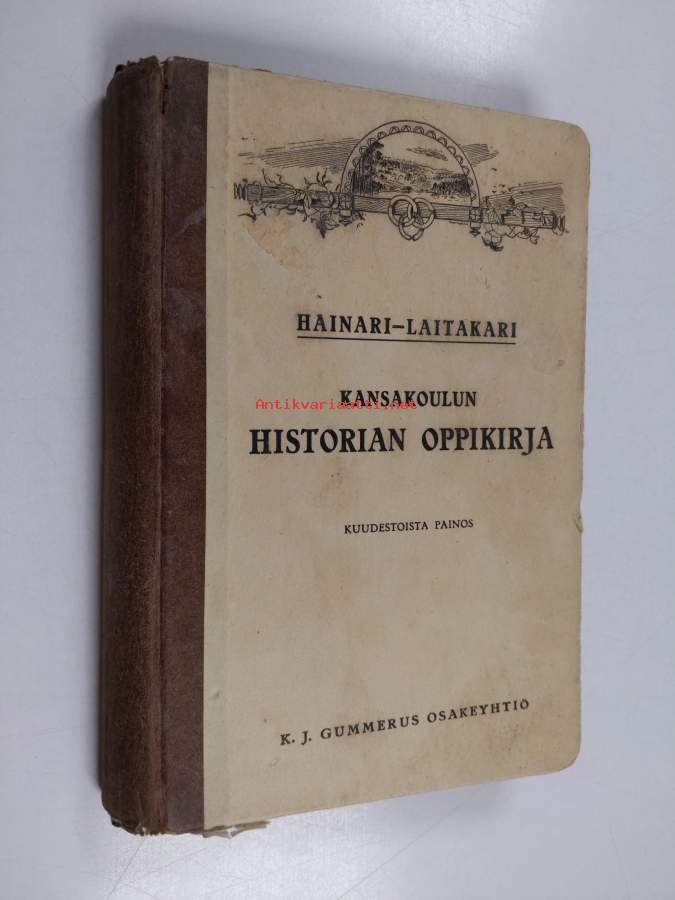 HAINARI–LAITAKARI
KANSAKOULUN
Antikvariaatti.net
HISTORIAN OPPIKIRJA
KUUDESTOISTA PAINOS
K. J. GUMMERUS OSAKEYHTIÖ